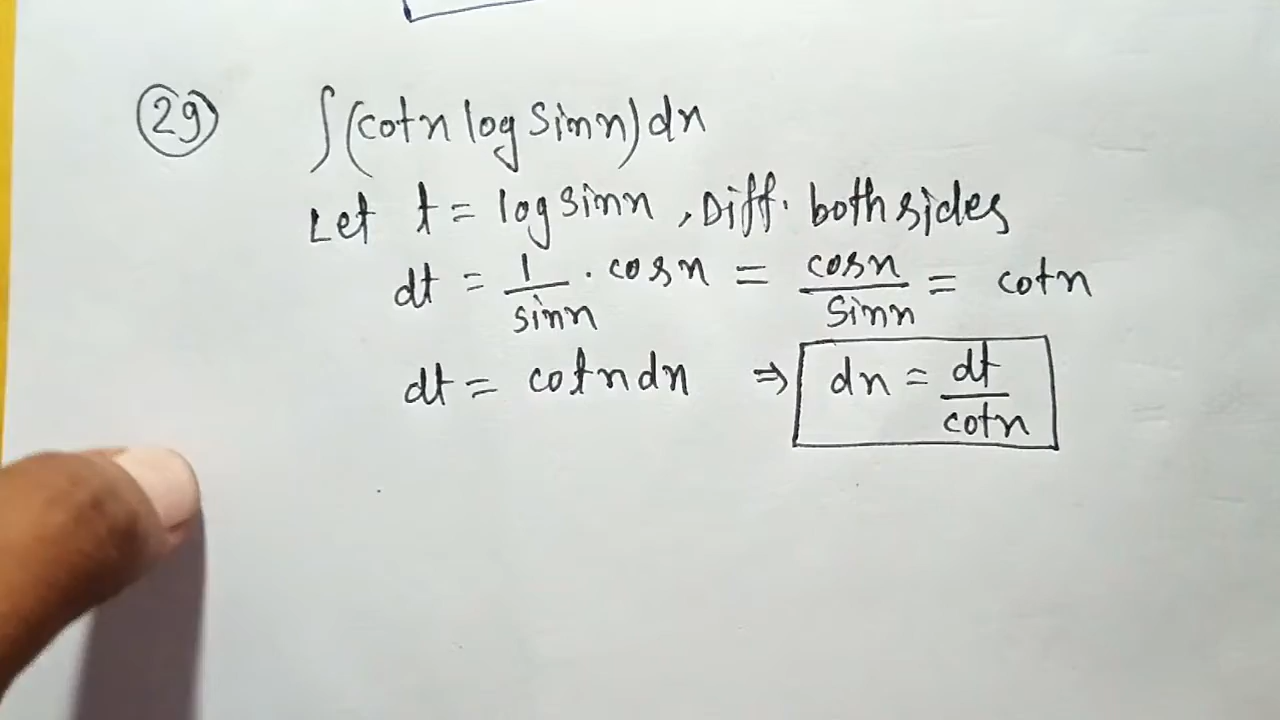 29 ∫(cotx log sinx)dx
Let t = log sinx, Diff. both sides
dt = 1/sinx · cosx = cosx/sinx = cotx
dt = cotx dx ⇒ dx = dt/cotx